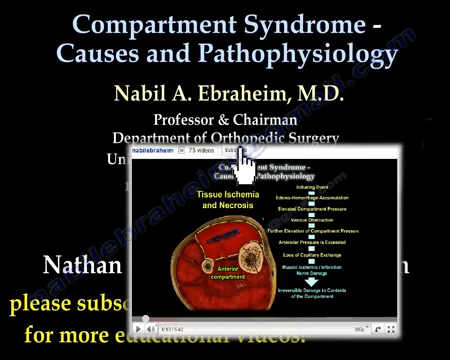 Compartment Syndrome -
Causes and Pathophysiology
Nabil A. Ebraheim, M.D.
Professor & Chairman
Department of Orthopedic Surgery
nabilebraheim 73 videos
Compartment Syndrome -
Causes and Pathophysiology
Tissue Ischemia
and Necrosis
Anterior
compartment
Initiating Event
Edema-Hemorrhage-Accumulation
Elevated Compartment Pressure
Venous Obstruction
Further Elevation of Compartment Pressure
Arteriolar Pressure is Exceeded
Loss of Capillary Exchange
Muscle Ischemia / Infarction
Nerve Damage
Irreversible Damage to Contents
of the Compartment
360p
Nathan
please subsc
for more educational videos.